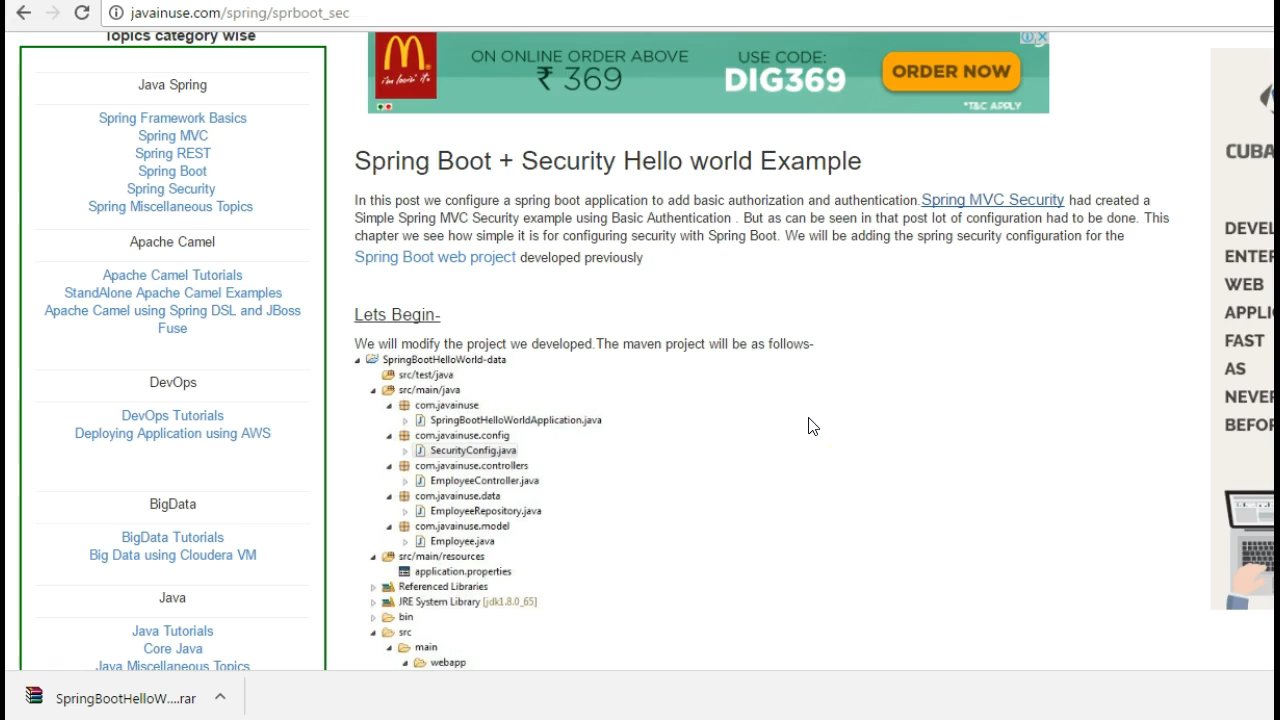 javainuse.com/spring/sprboot_sec
Topics category wise
Java Spring
Spring Framework Basics
Spring MVC
Spring REST
Spring Boot
Spring Security
Spring Miscellaneous Topics
Apache Camel
Apache Camel Tutorials
StandAlone Apache Camel Examples
Apache Camel using Spring DSL and JBoss
Fuse
DevOps
DevOps Tutorials
Deploying Application using AWS
BigData
BigData Tutorials
Big Data using Cloudera VM
Java
Java Tutorials
Core Java
Java Miscellaneous Topics
i'm lovin' it.
ON ONLINE ORDER ABOVE
₹ 369
USE CODE:
DIG369
ORDER NOW
*T&C APPLY
Spring Boot + Security Hello world Example
In this post we configure a spring boot application to add basic authorization and authentication.Spring MVC Security had created a
Simple Spring MVC Security example using Basic Authentication . But as can be seen in that post lot of configuration had to be done. This
chapter we see how simple it is for configuring security with Spring Boot. We will be adding the spring security configuration for the
Spring Boot web project developed previously
Lets Begin-
We will modify the project we developed.The maven project will be as follows-
SpringBootHelloWorld-data
src/test/java
src/main/java
com.javainuse
SpringBootHelloWorldApplication.java
com.javainuse.config
SecurityConfig.java
com.javainuse.controllers
EmployeeController.java
com.javainuse.data
EmployeeRepository.java
com.javainuse.model
Employee.java
src/main/resources
application.properties
Referenced Libraries
JRE System Library [jdk1.8.0_65]
bin
src
main
webapp
CUBA
DEVEL
ENTER
WEB
APPLI
FAST
AS
NEVER
BEFOR
SpringBootHelloW....rar